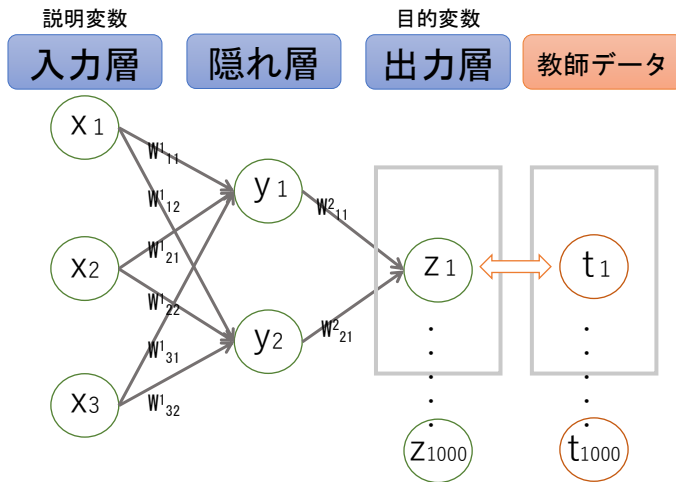 説明変数
目的変数
入力層
隠れ層
出力層
教師データ
x1
x2
x3
W¹₁₁
W¹₁₂
W¹₂₁
W¹₂₂
W¹₃₁
W¹₃₂
y1
y2
W²₁₁
W²₂₁
z1
z1000
t1
t1000